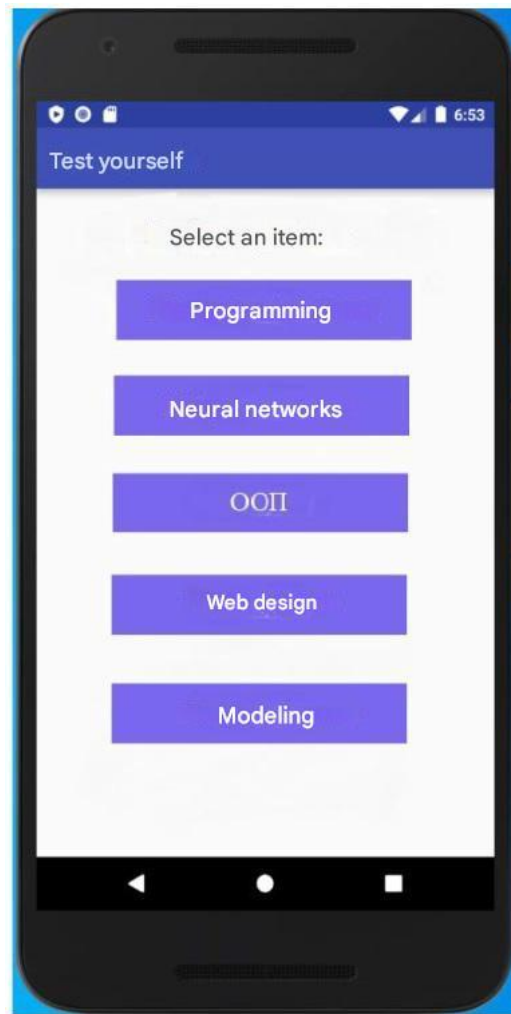 6:53
Test yourself
Select an item:
Programming
Neural networks
ООП
Web design
Modeling